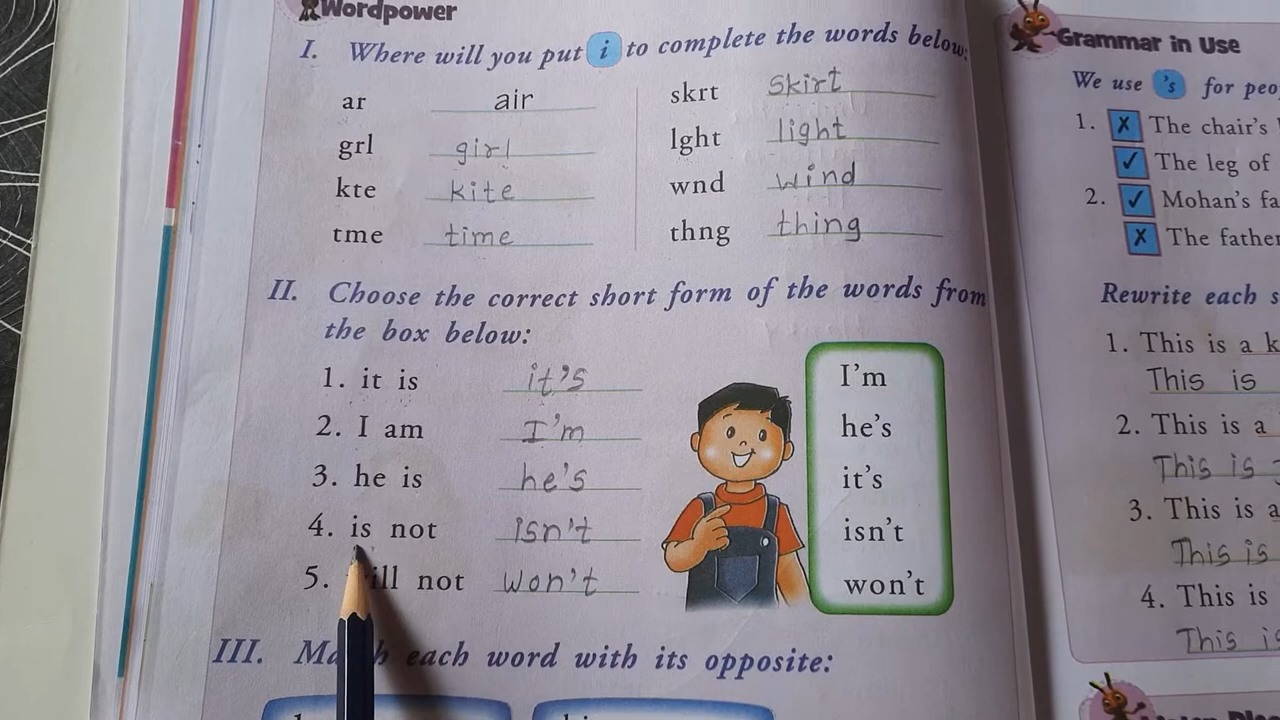 Wordpower
I. Where will you put i to complete the words below:
ar air
grl girl
kte kite
tme time
skrt skirt
lght light
wnd wind
thng thing
II. Choose the correct short form of the words from
the box below:
1. it is it's
2. I am I'm
3. he is he's
4. is not isn't
5. not won't
I'm
he's
it's
isn't
won't
III. each word with its opposite:
Grammar in Use
We use 's for
1. ✗ The chair's
✓ The leg of
2. ✓ Mohan's
✗ The father
Rewrite each
1. This is a
This is
2. This is a
This is
3. This is
This is
4. This is
This